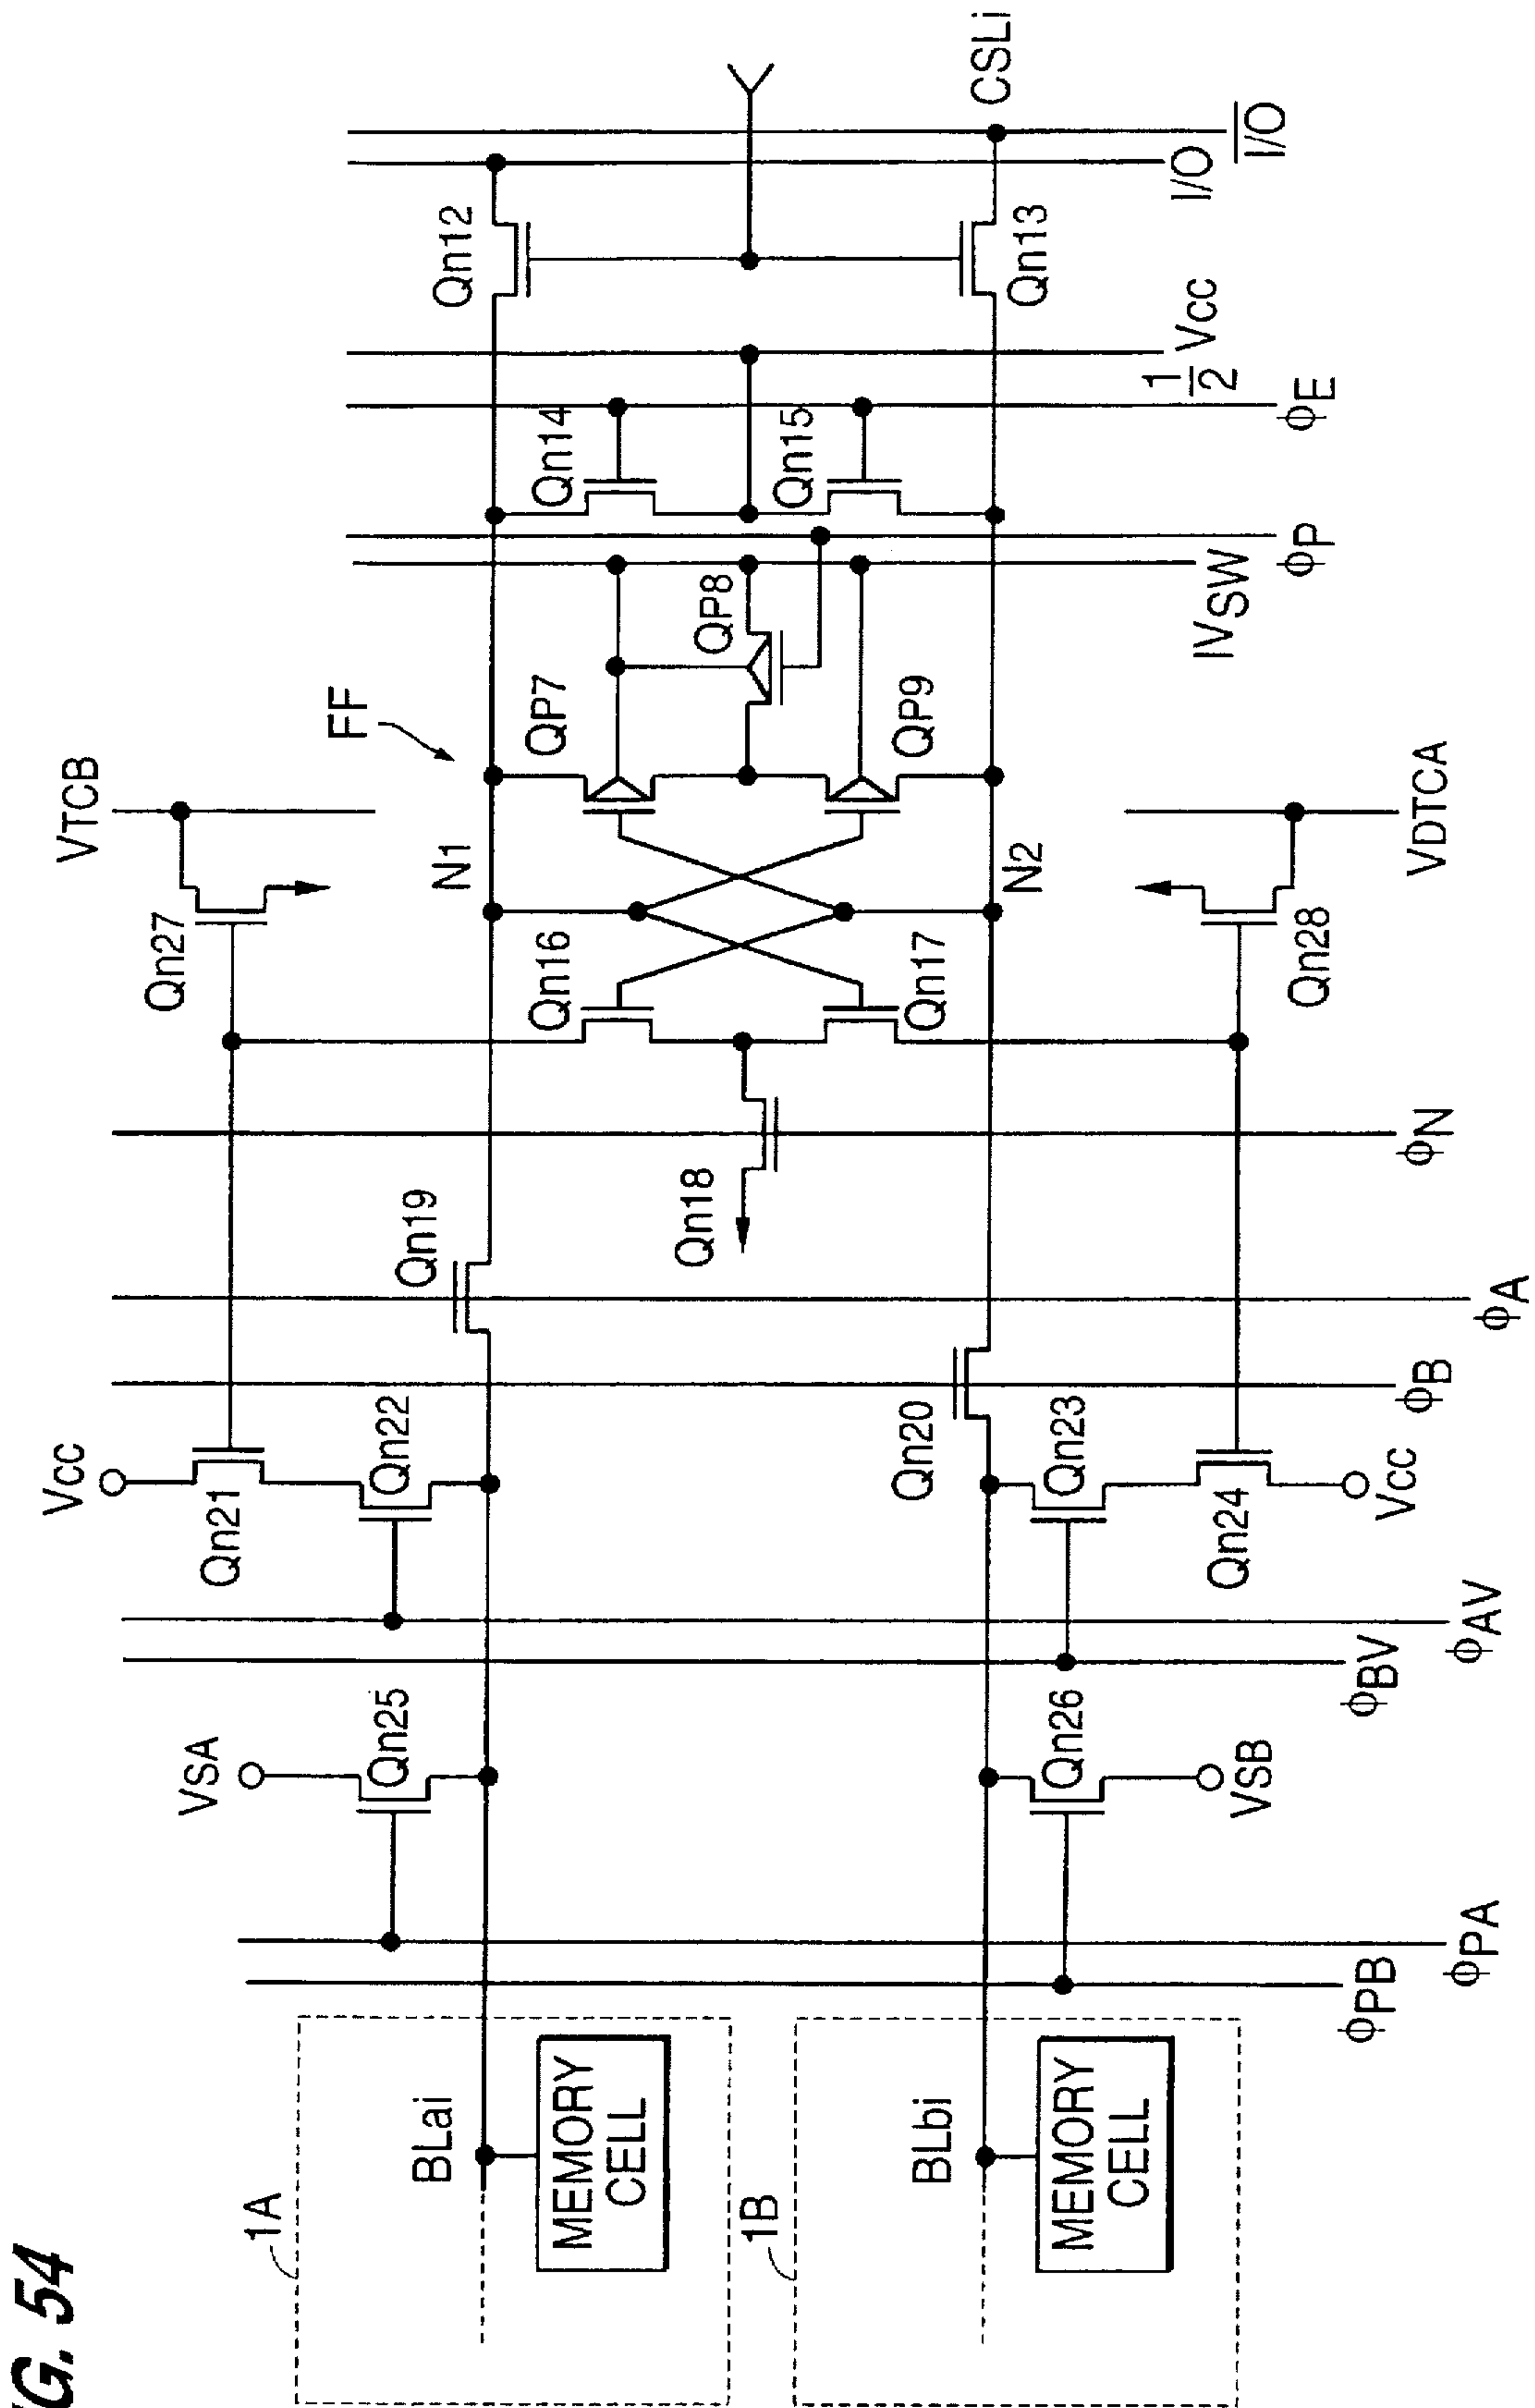 FIG. 54
1A
BLai
MEMORY
CELL
1B
BLbi
MEMORY
CELL
ϕPB
ϕPA
VSA
Qn25
Qn26
VSB
ϕBV
ϕAV
Vcc
Qn21
Qn22
Qn20
Qn23
Qn24
Vcc
ϕB
ϕA
Qn19
Qn18
ϕN
Qn27
VTCB
Qn16
Qn17
Qn28
VDTCA
N1
N2
FF
QP7
QP8
QP9
IVSW
ϕP
Qn14
Qn15
ϕE
1/2 Vcc
Qn12
Qn13
I/O
I/O
CSLi